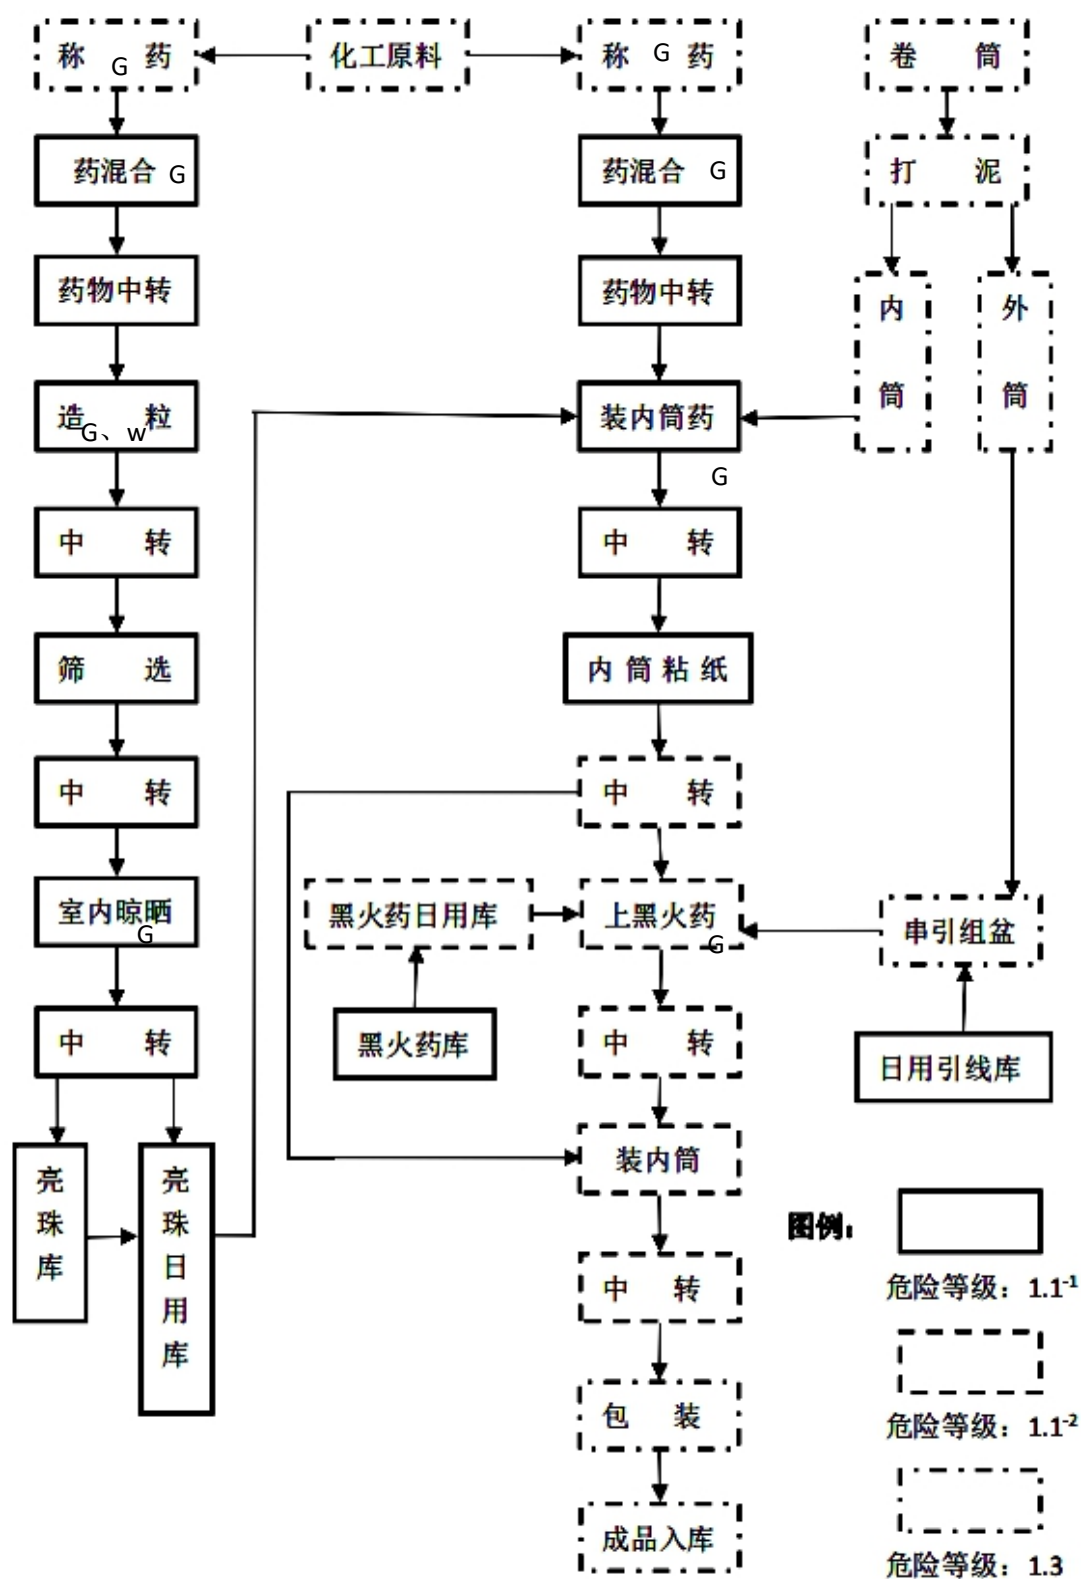 称 G 药
化工原料
称 G 药
卷 筒
药混合 G
药混合 G
打 泥
药物中转
药物中转
内筒
外筒
造 粒
G、w
装内筒药
G
中 转
中 转
筛 选
内筒粘纸
中 转
中 转
室内晾晒
G
黑火药日用库
上黑火药
G
串引组盆
中 转
黑火药库
中 转
日用引线库
亮珠库
亮珠日用库
装内筒
图例:
危险等级：1.1-1
中 转
危险等级：1.1-2
包 装
成品入库
危险等级：1.3